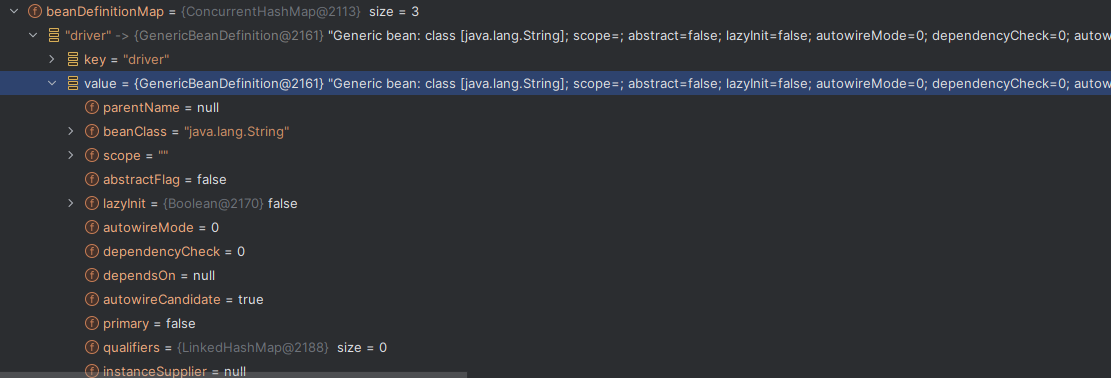 beanDefinitionMap = {ConcurrentHashMap@2113} size = 3
"driver" -> {GenericBeanDefinition@2161} "Generic bean: class [java.lang.String]; scope=; abstract=false; lazyInit=false; autowireMode=0; dependencyCheck=0; autow
key = "driver"
value = {GenericBeanDefinition@2161} "Generic bean: class [java.lang.String]; scope=; abstract=false; lazyInit=false; autowireMode=0; dependencyCheck=0; autow
f parentName = null
f beanClass = "java.lang.String"
f scope = ""
f abstractFlag = false
f lazyInit = {Boolean@2170} false
f autowireMode = 0
f dependencyCheck = 0
f dependsOn = null
f autowireCandidate = true
f primary = false
f qualifiers = {LinkedHashMap@2188} size = 0
f instanceSupplier = null